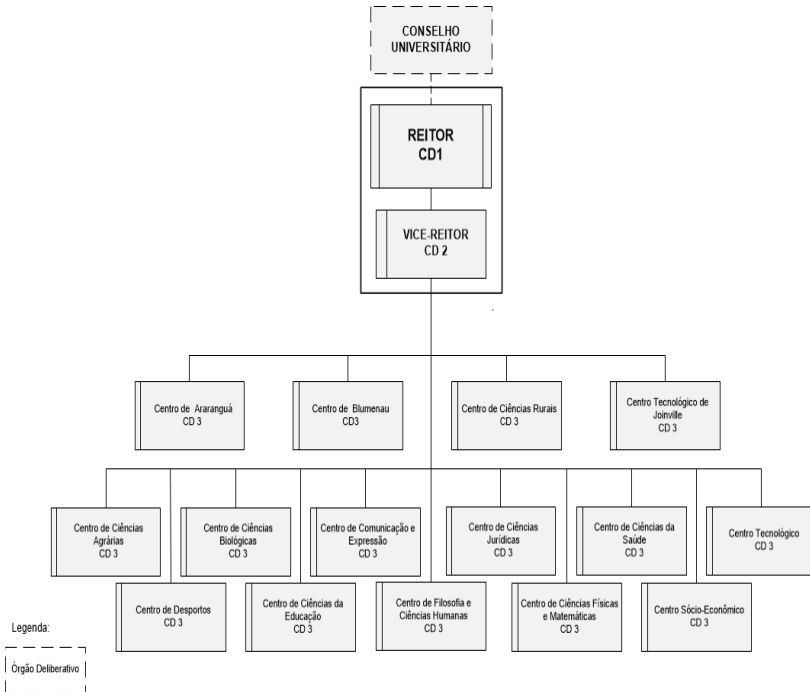 CONSELHO
UNIVERSITÁRIO
REITOR
CD1
VICE-REITOR
CD 2
Centro de Araranguá
CD 3
Centro de Blumenau
CD3
Centro de Ciências Rurais
CD 3
Centro Tecnológico de
Joinville
CD 3
Centro de Ciências
Agrárias
CD 3
Centro de Ciências
Biológicas
CD 3
Centro de Comunicação e
Expressão
CD 3
Centro de Ciências
Jurídicas
CD 3
Centro de Ciências da
Saúde
CD 3
Centro Tecnológico
CD 3
Centro de Desportos
CD 3
Centro de Ciências da
Educação
CD 3
Centro de Filosofia e
Ciências Humanas
CD 3
Centro de Ciências Físicas
e Matemáticas
CD 3
Centro Sócio-Econômico
CD 3
Legenda:
Órgão Deliberativo